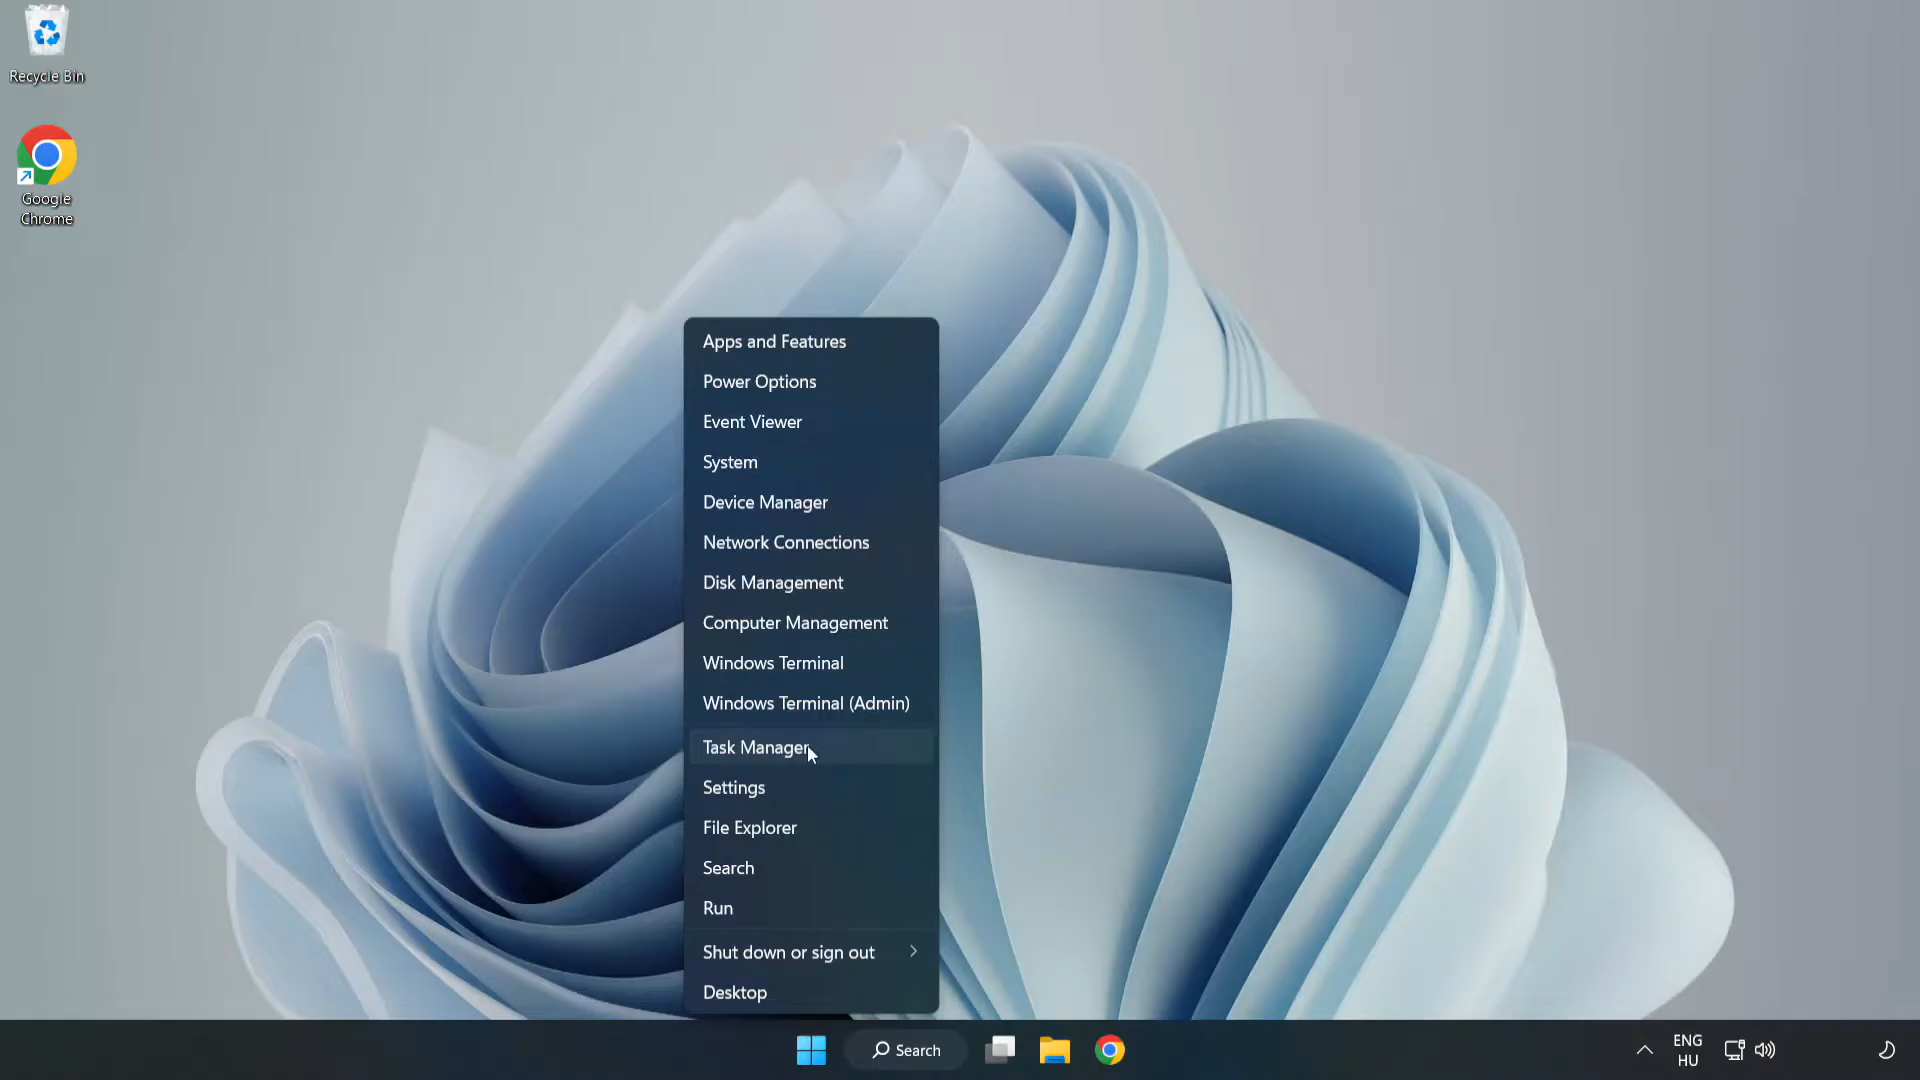 Recycle Bin
Google
Chrome
Apps and Features
Power Options
Event Viewer
System
Device Manager
Network Connections
Disk Management
Computer Management
Windows Terminal
Windows Terminal (Admin)
Task Manager
Settings
File Explorer
Search
Run
Shut down or sign out
Desktop
Search
ENG
HU